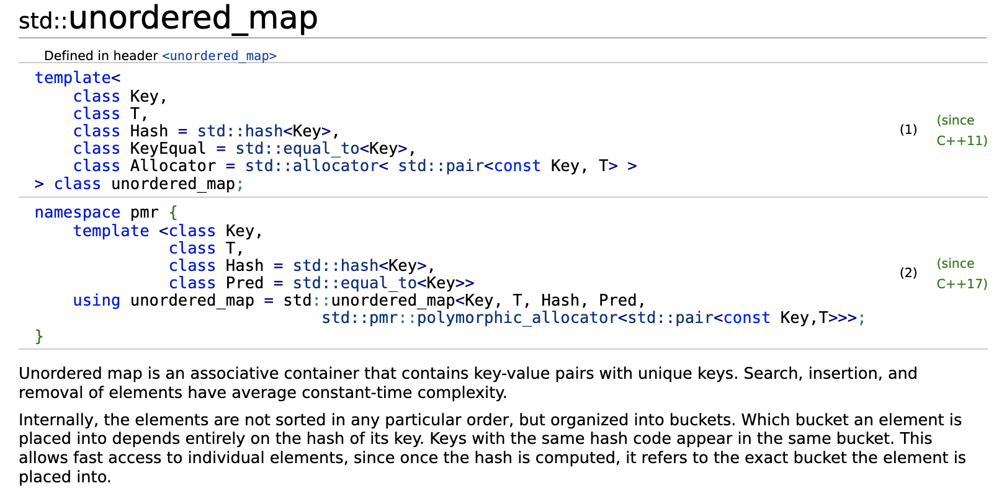 std::unordered_map
Defined in header <unordered_map>
template<
    class Key,
    class T,
    class Hash = std::hash<Key>,
    class KeyEqual = std::equal_to<Key>,
    class Allocator = std::allocator< std::pair<const Key, T> >
> class unordered_map;
(1)
(since
C++11)
namespace pmr {
    template <class Key,
              class T,
              class Hash = std::hash<Key>,
              class Pred = std::equal_to<Key>>
    using unordered_map = std::unordered_map<Key, T, Hash, Pred,
                              std::pmr::polymorphic_allocator<std::pair<const Key,T>>>;
}
(2)
(since
C++17)
Unordered map is an associative container that contains key-value pairs with unique keys. Search, insertion, and
removal of elements have average constant-time complexity.
Internally, the elements are not sorted in any particular order, but organized into buckets. Which bucket an element is
placed into depends entirely on the hash of its key. Keys with the same hash code appear in the same bucket. This
allows fast access to individual elements, since once the hash is computed, it refers to the exact bucket the element is
placed into.